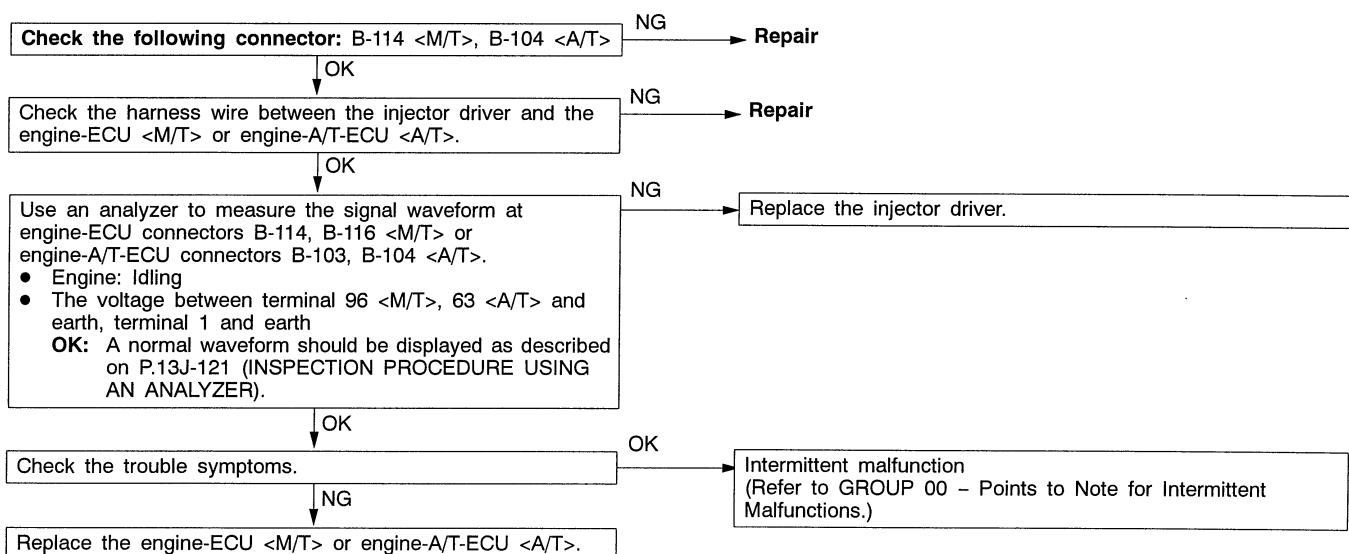 Check the following connector: B-114 <M/T>, B-104 <A/T>
NG
Repair
OK
Check the harness wire between the injector driver and the
engine-ECU <M/T> or engine-A/T-ECU <A/T>.
NG
Repair
OK
Use an analyzer to measure the signal waveform at
engine-ECU connectors B-114, B-116 <M/T> or
engine-A/T-ECU connectors B-103, B-104 <A/T>.
● Engine: Idling
● The voltage between terminal 96 <M/T>, 63 <A/T> and
earth, terminal 1 and earth
OK: A normal waveform should be displayed as described
on P.13J-121 (INSPECTION PROCEDURE USING
AN ANALYZER).
NG
Replace the injector driver.
OK
Check the trouble symptoms.
OK
Intermittent malfunction
(Refer to GROUP 00 – Points to Note for Intermittent
Malfunctions.)
NG
Replace the engine-ECU <M/T> or engine-A/T-ECU <A/T>.